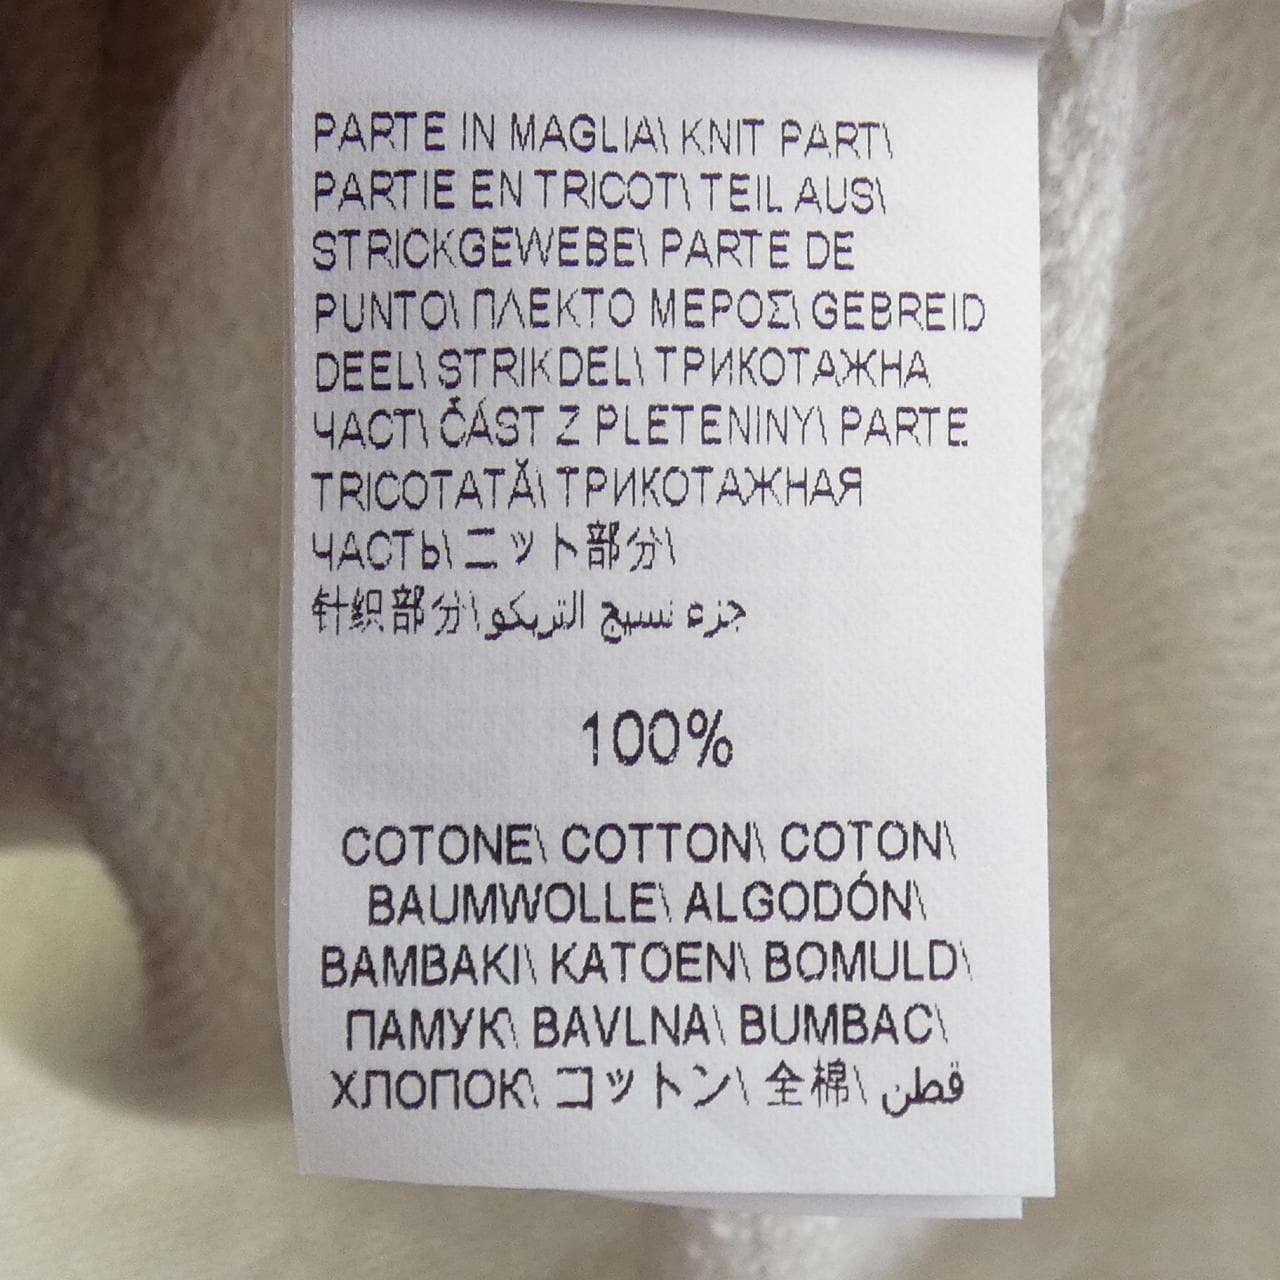 PARTE IN MAGLIA\ KNIT PART\
PARTIE EN TRICOT\ TEIL AUS\
STRICKGEWEBE\ PARTE DE
PUNTO\ ΠΛΕΚΤΟ ΜΕΡΟΣ\ GEBREID
DEEL\ STRIKDEL\ ТРИКОТАЖНА
ЧАСТ\ ČÁST Z PLETENINY\ PARTE
TRICOTATĂ\ ТРИКОТАЖНАЯ
ЧАСТЬ\ ニット部分\
针织部分\ جزء نسيج التريكو
100%
COTONE\ COTTON\ COTON\
BAUMWOLLE\ ALGODÓN\
BAMBAKI\ KATOEN\ BOMULD\
ПАМУК\ BAVLNA\ BUMBAC\
ХЛОПОК\ コットン\ 全棉\ قطن